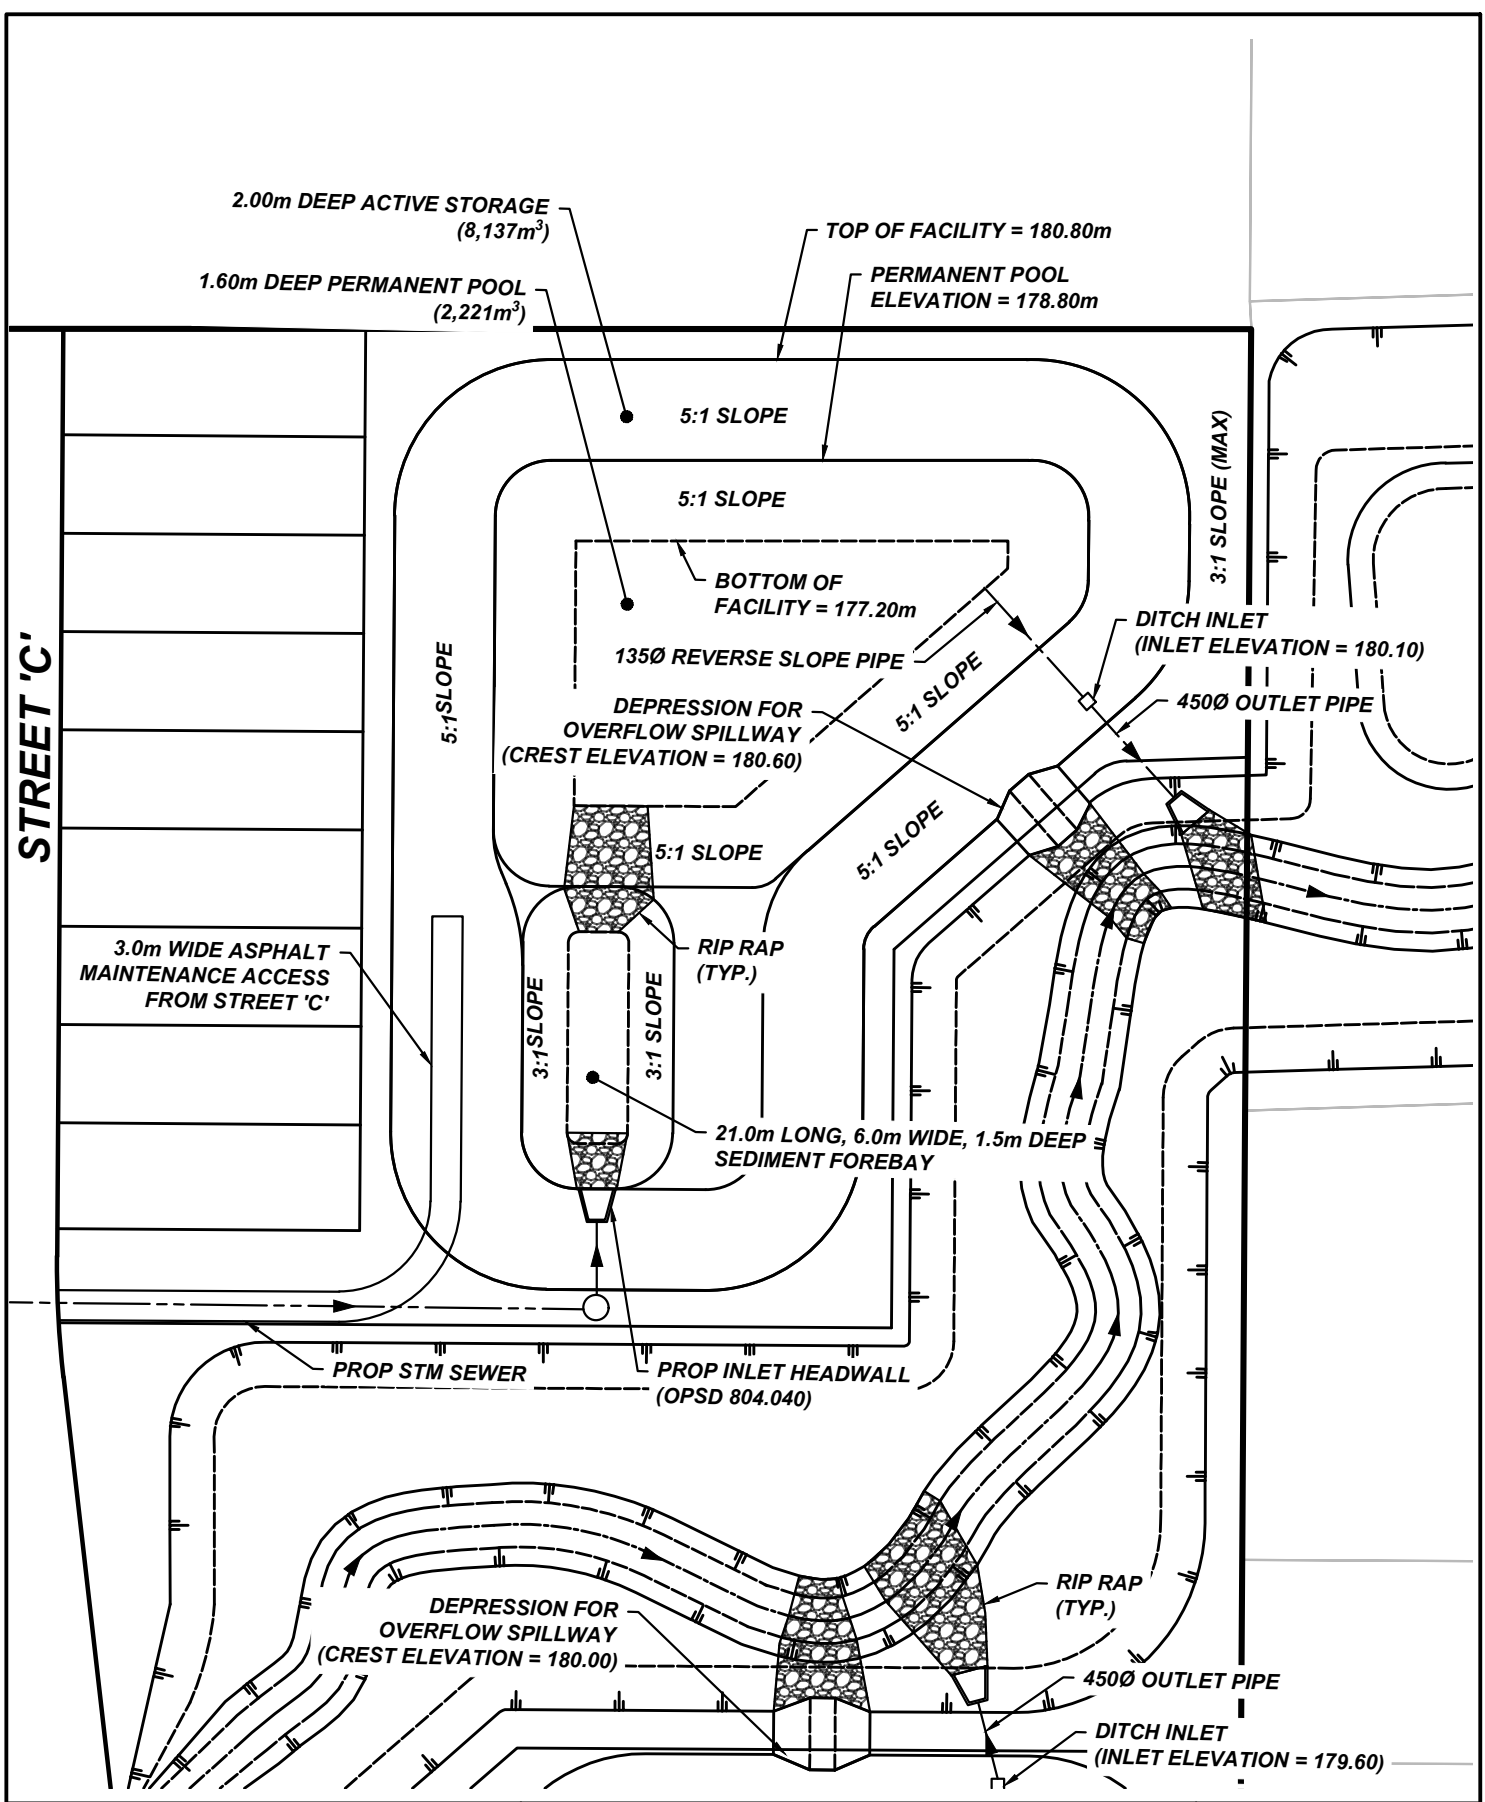 2.00m DEEP ACTIVE STORAGE
(8,137m³)
TOP OF FACILITY = 180.80m
1.60m DEEP PERMANENT POOL
(2,221m³)
PERMANENT POOL
ELEVATION = 178.80m
5:1 SLOPE
3:1 SLOPE (MAX)
5:1 SLOPE
BOTTOM OF
FACILITY = 177.20m
DITCH INLET
(INLET ELEVATION = 180.10)
135Ø REVERSE SLOPE PIPE
5:1 SLOPE
5:1 SLOPE
450Ø OUTLET PIPE
DEPRESSION FOR
OVERFLOW SPILLWAY
(CREST ELEVATION = 180.60)
STREET 'C'
5:1 SLOPE
5:1 SLOPE
3.0m WIDE ASPHALT
MAINTENANCE ACCESS
FROM STREET 'C'
RIP RAP
(TYP.)
3:1 SLOPE
3:1 SLOPE
21.0m LONG, 6.0m WIDE, 1.5m DEEP
SEDIMENT FOREBAY
PROP STM SEWER
PROP INLET HEADWALL
(OPSD 804.040)
DEPRESSION FOR
OVERFLOW SPILLWAY
(CREST ELEVATION = 180.00)
RIP RAP
(TYP.)
450Ø OUTLET PIPE
DITCH INLET
(INLET ELEVATION = 179.60)